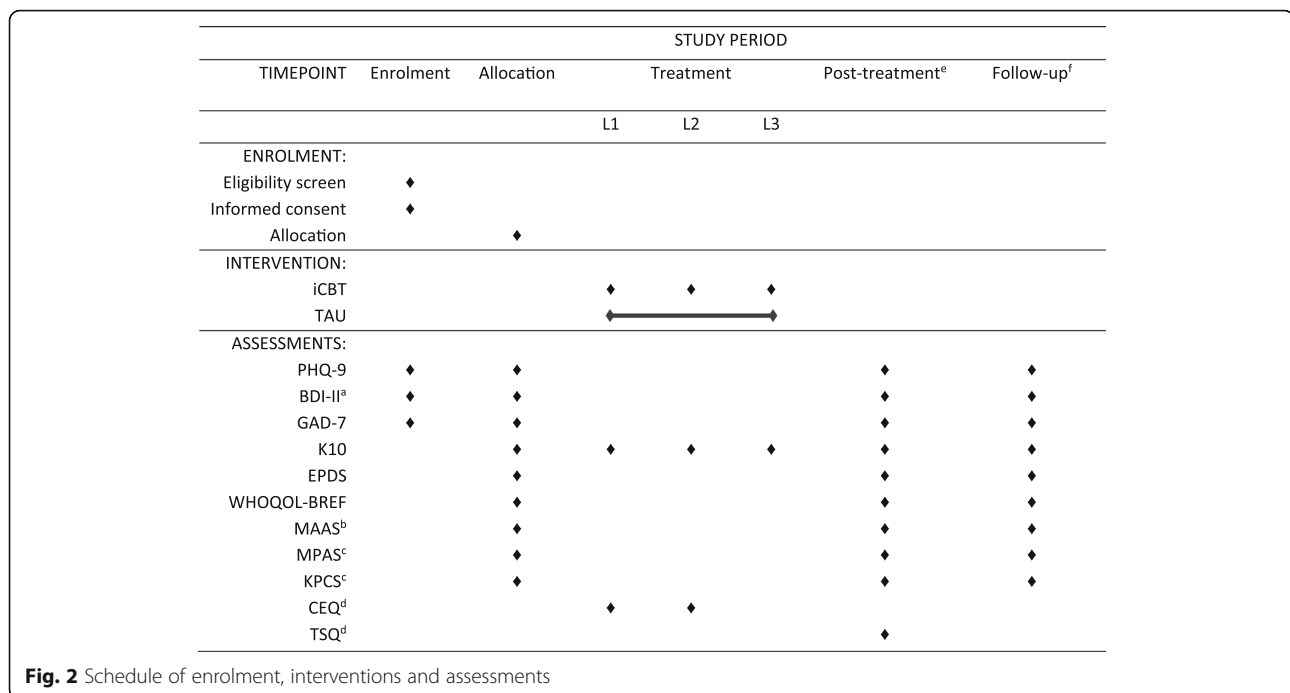 STUDY PERIOD
TIMEPOINT Enrolment Allocation Treatment Post-treatmentᵉ Follow-upᶠ
L1 L2 L3
ENROLMENT:
Eligibility screen ♦
Informed consent ♦
Allocation ♦
INTERVENTION:
iCBT ♦ ♦ ♦
TAU ♦ ♦
ASSESSMENTS:
PHQ-9 ♦ ♦ ♦ ♦
BDI-IIᵃ ♦ ♦ ♦ ♦
GAD-7 ♦ ♦ ♦ ♦
K10 ♦ ♦ ♦ ♦ ♦ ♦
EPDS ♦ ♦ ♦
WHOQOL-BREF ♦ ♦ ♦
MAASᵇ ♦ ♦ ♦
MPASᶜ ♦ ♦ ♦
KPCSᶜ ♦ ♦ ♦
CEQᵈ ♦ ♦
TSQᵈ ♦
Fig. 2 Schedule of enrolment, interventions and assessments